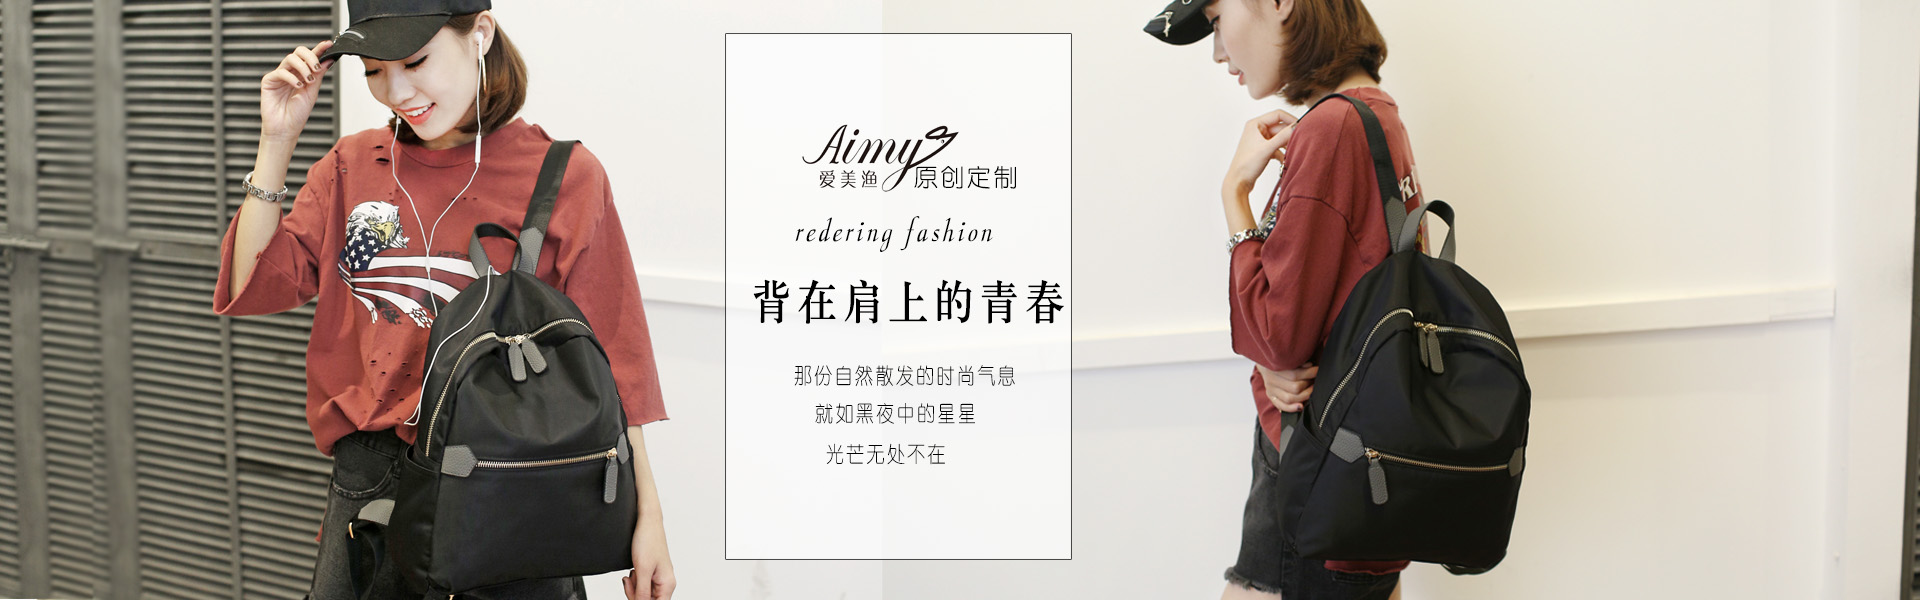 Aimy
爱美渔 原创定制
redering fashion
背在肩上的青春
那份自然散发的时尚气息
就如黑夜中的星星
光芒无处不在